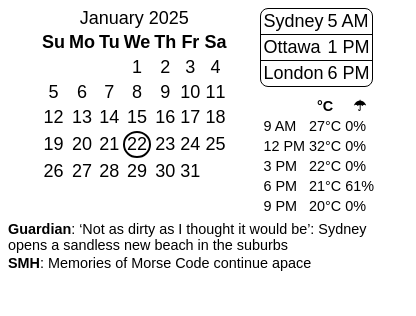 January 2025
Su Mo Tu We Th Fr Sa
1 2 3 4
5 6 7 8 9 10 11
12 13 14 15 16 17 18
19 20 21 22 23 24 25
26 27 28 29 30 31
Sydney 5 AM
Ottawa 1 PM
London 6 PM
°C ☂
9 AM 27°C 0%
12 PM 32°C 0%
3 PM 22°C 0%
6 PM 21°C 61%
9 PM 20°C 0%
Guardian: ‘Not as dirty as I thought it would be’: Sydney
opens a sandless new beach in the suburbs
SMH: Memories of Morse Code continue apace